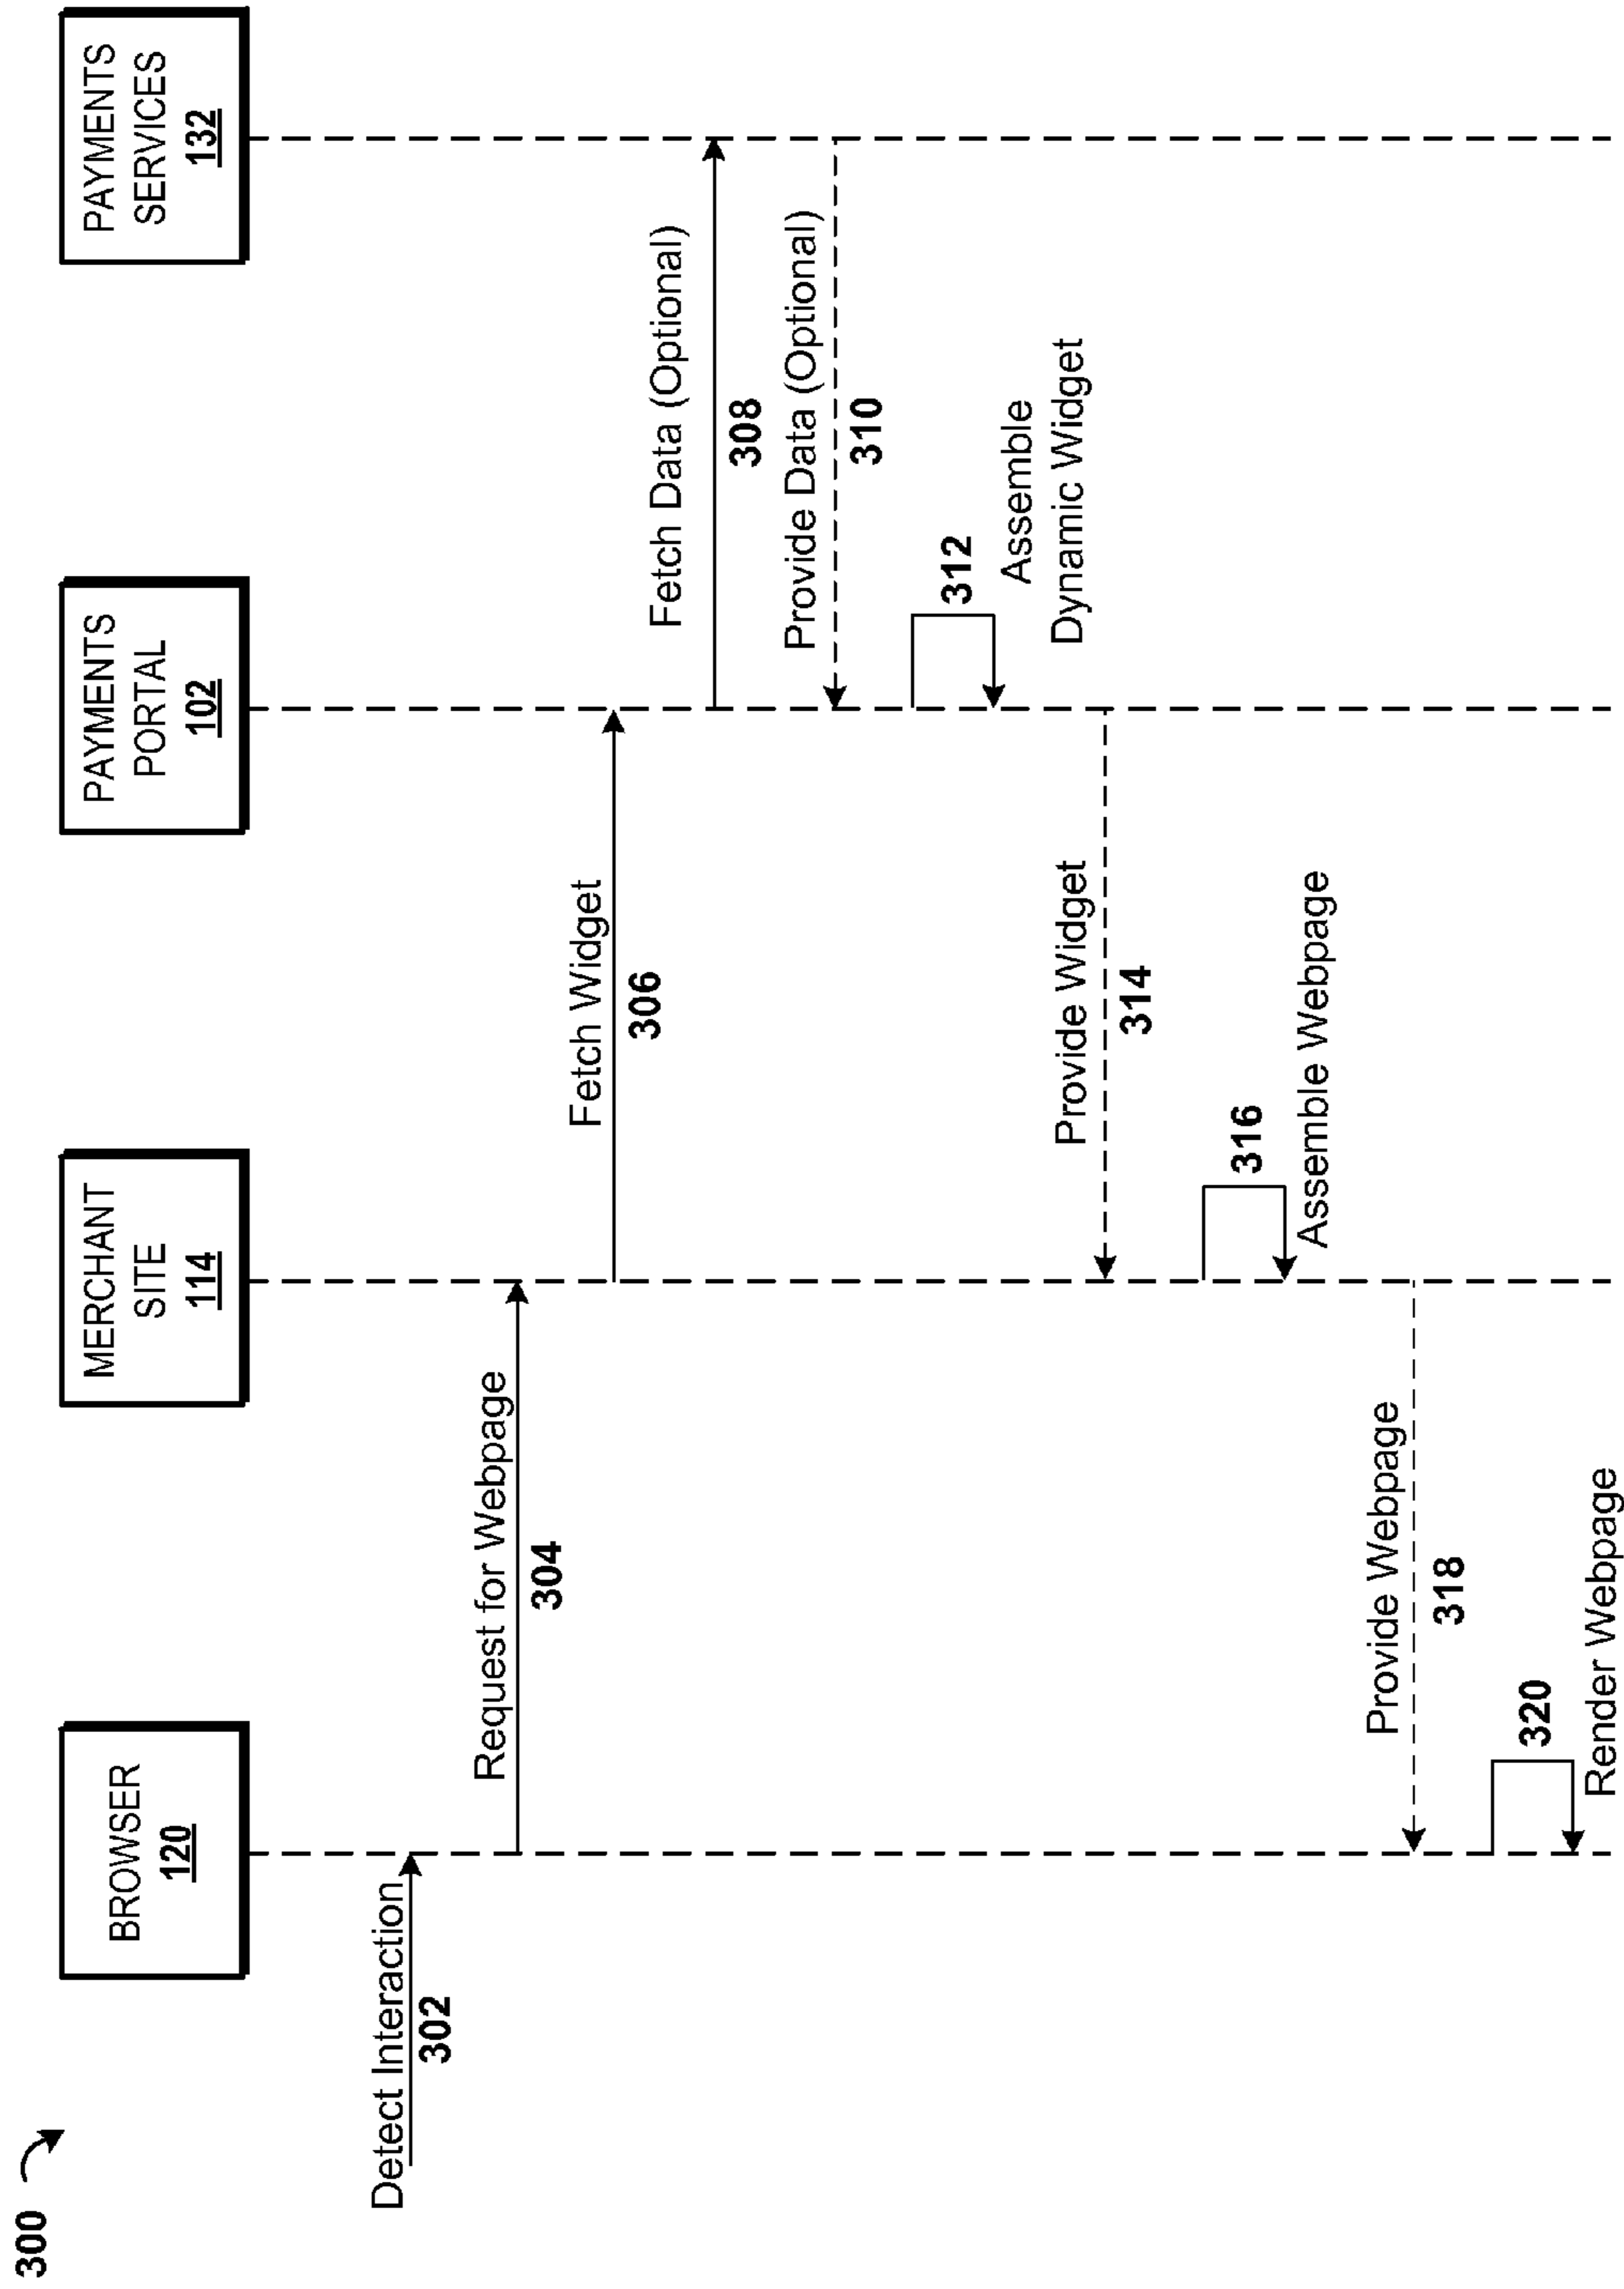 300
BROWSER
120
MERCHANT
SITE
114
PAYMENTS
PORTAL
102
PAYMENTS
SERVICES
132
Detect Interaction
302
Request for Webpage
304
Fetch Widget
306
Fetch Data (Optional)
308
Provide Data (Optional)
310
312
Assemble
Dynamic Widget
Provide Widget
314
316
Assemble Webpage
Provide Webpage
318
320
Render Webpage